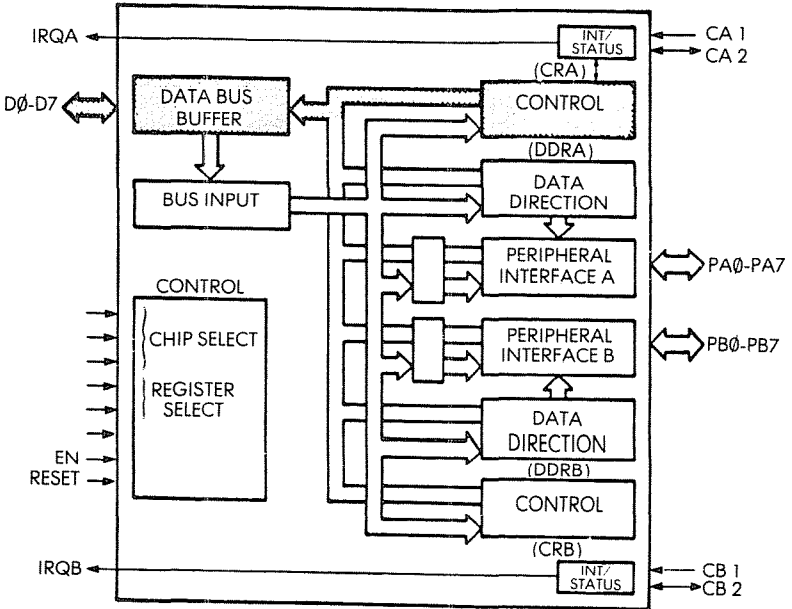 IRQA
INT/
STATUS
CA 1
CA 2
(CRA)
DØ-D7
DATA BUS
BUFFER
CONTROL
(DDRA)
BUS INPUT
DATA
DIRECTION
CONTROL
PERIPHERAL
INTERFACE A
PAØ-PA7
CHIP SELECT
PERIPHERAL
INTERFACE B
PBØ-PB7
REGISTER
SELECT
DATA
DIRECTION
EN
RESET
(DDRB)
CONTROL
(CRB)
IRQB
INT/
STATUS
CB 1
CB 2